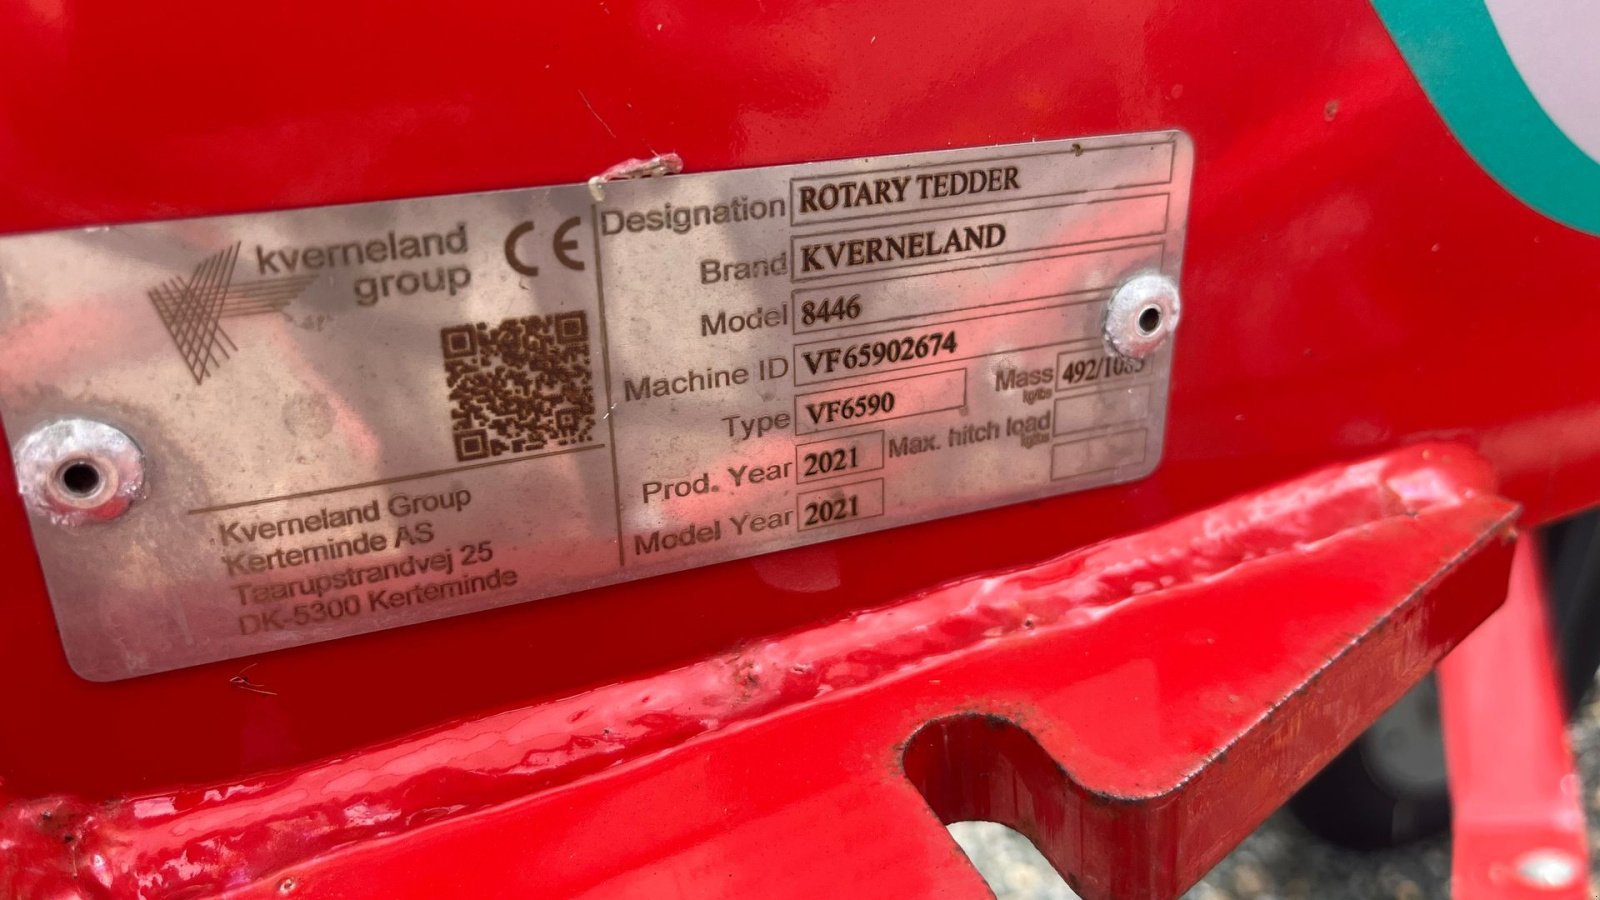 kverneland
group
CE
Kverneland Group
Kerteminde AS
Taarupstrandvej 25
DK-5300 Kerteminde
Designation ROTARY TEDDER
Brand KVERNELAND
Model 8446
Machine ID VF65902674
Type VF6590
Mass kg/lbs 492/1085
Prod. Year 2021
Max. hitch load kg/lbs
Model Year 2021